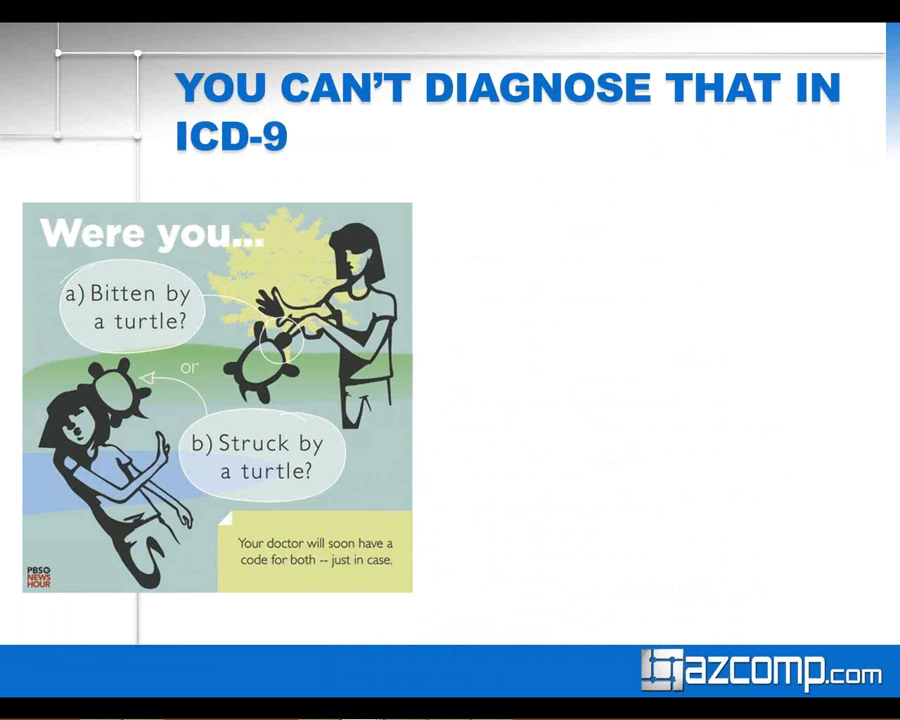 YOU CAN'T DIAGNOSE THAT IN
ICD-9
Were you...
a) Bitten by
a turtle?
or
b) Struck by
a turtle?
Your doctor will soon have a
code for both -- just in case.
PBS
NEWS
HOUR
azcomp.com